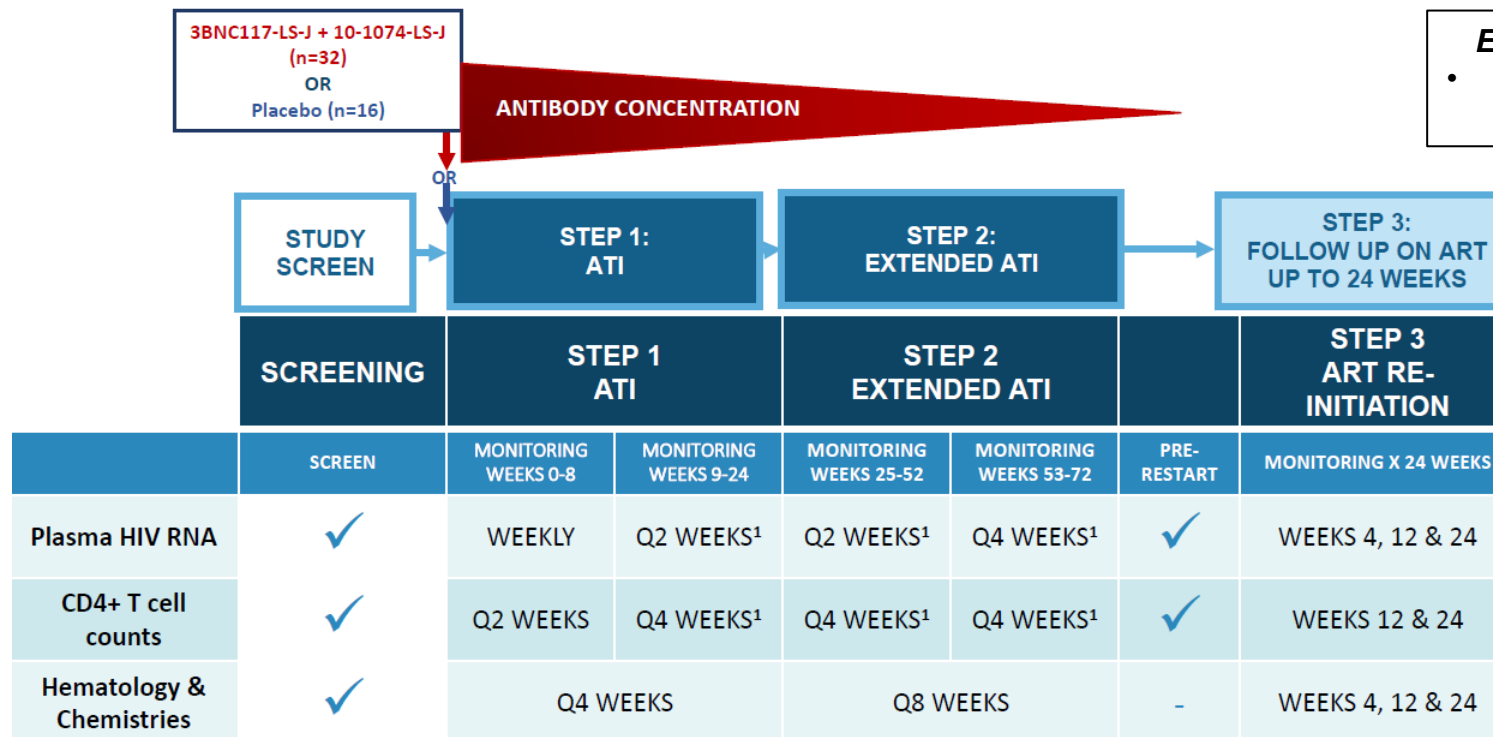 3BNC117-LS-J + 10-1074-LS-J
(n=32)
OR
Placebo (n=16)
ANTIBODY CONCENTRATION
E
•
OR
STUDY
SCREEN
STEP 1:
ATI
STEP 2:
EXTENDED ATI
STEP 3:
FOLLOW UP ON ART
UP TO 24 WEEKS
SCREENING
STEP 1
ATI
STEP 2
EXTENDED ATI
STEP 3
ART RE-
INITIATION
SCREEN
MONITORING
WEEKS 0-8
MONITORING
WEEKS 9-24
MONITORING
WEEKS 25-52
MONITORING
WEEKS 53-72
PRE-
RESTART
MONITORING X 24 WEEKS
Plasma HIV RNA
✓
WEEKLY
Q2 WEEKS¹
Q2 WEEKS¹
Q4 WEEKS¹
✓
WEEKS 4, 12 & 24
CD4+ T cell
counts
✓
Q2 WEEKS
Q4 WEEKS¹
Q4 WEEKS¹
Q4 WEEKS¹
✓
WEEKS 12 & 24
Hematology &
Chemistries
✓
Q4 WEEKS
Q8 WEEKS
-
WEEKS 4, 12 & 24